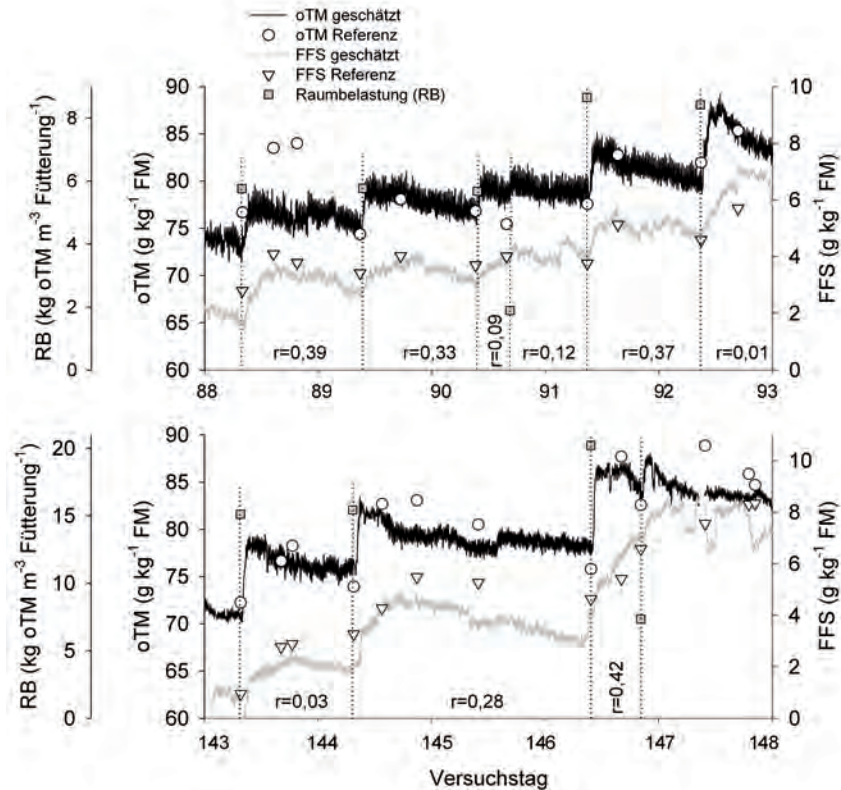 oTM geschätzt
oTM Referenz
FFS geschätzt
FFS Referenz
Raumbelastung (RB)
RB (kg oTM m⁻³ Fütterung⁻¹)
8
6
4
2
0
oTM (g kg⁻¹ FM)
90
85
80
75
70
65
60
10
8
6
4
2
0
FFS (g kg⁻¹ FM)
r=0,39
r=0,33
r=0,09
r=0,12
r=0,37
r=0,01
88 89 90 91 92 93
RB (kg oTM m⁻³ Fütterung⁻¹)
20
15
10
5
0
oTM (g kg⁻¹ FM)
90
85
80
75
70
65
60
10
8
6
4
2
0
FFS (g kg⁻¹ FM)
r=0,03
r=0,28
r=0,42
143 144 145 146 147 148
Versuchstag